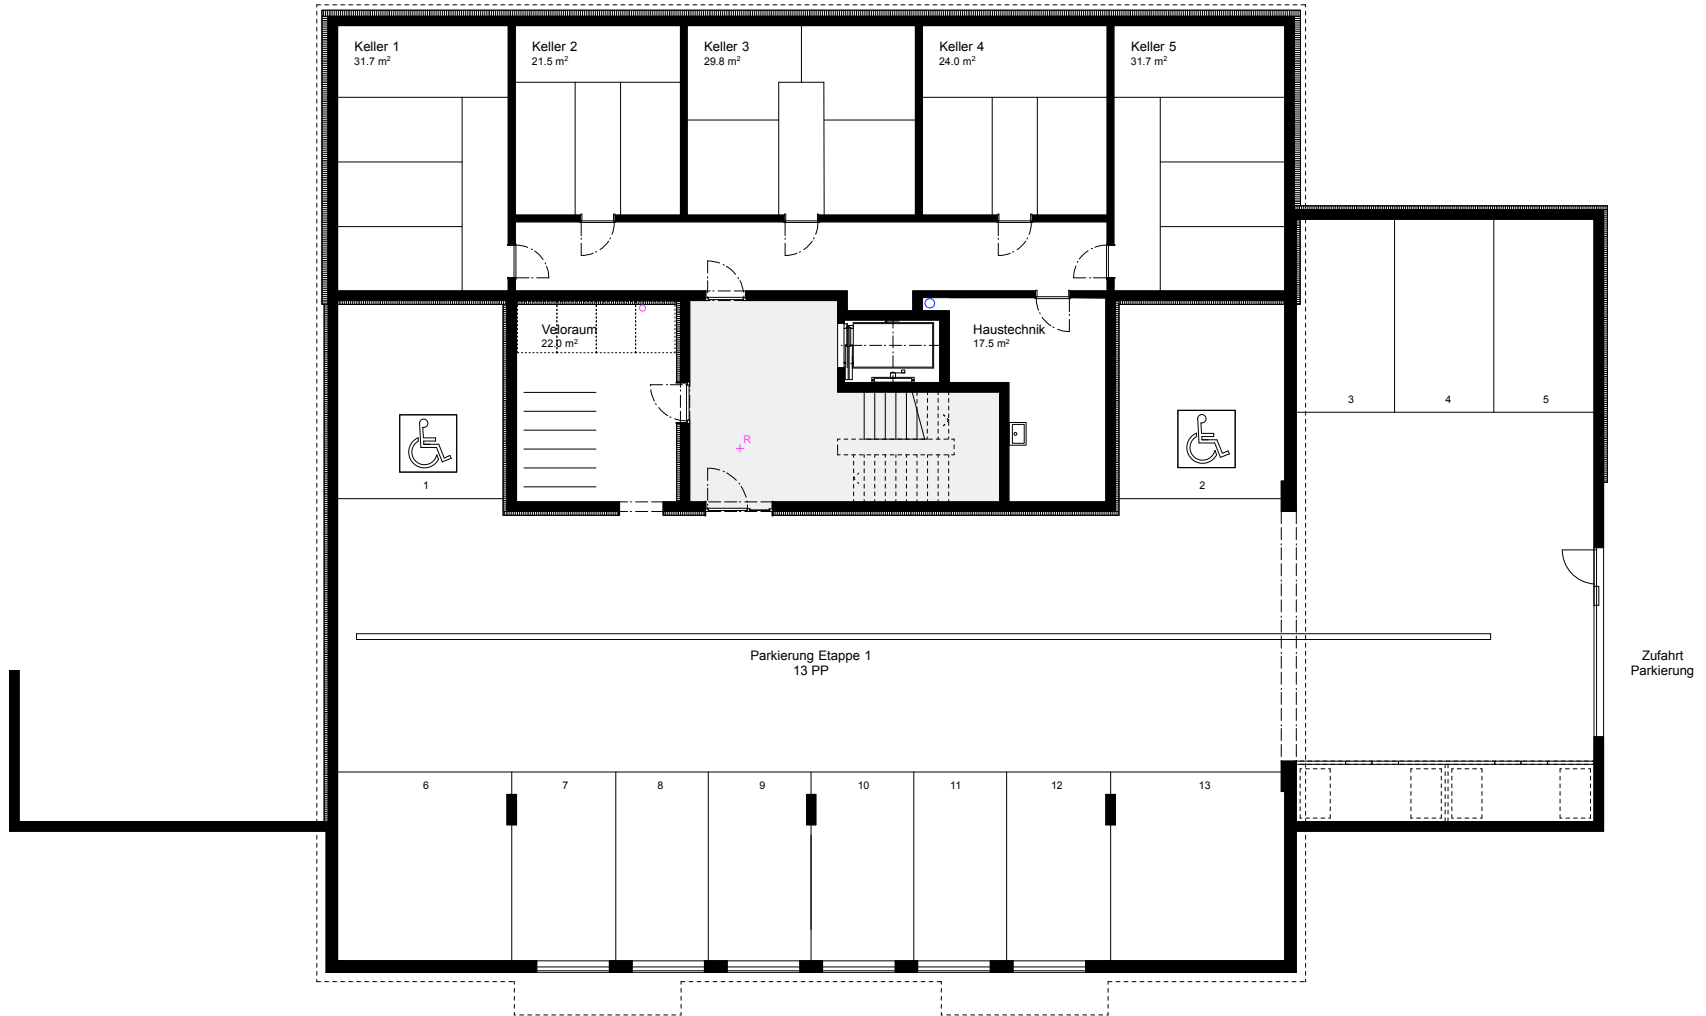 Keller 1
31.7 m²
Keller 2
21.5 m²
Keller 3
29.8 m²
Keller 4
24.0 m²
Keller 5
31.7 m²
Veloraum
22.0 m²
Haustechnik
17.5 m²
3
4
5
R
1
2
Parkierung Etappe 1
13 PP
Zufahrt
Parkierung
6
7
8
9
10
11
12
13